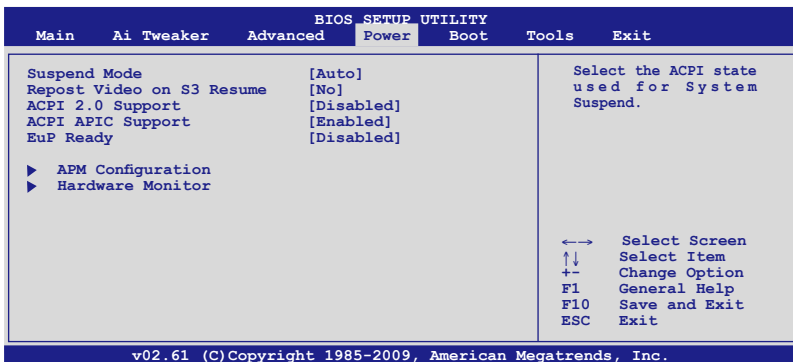 BIOS SETUP UTILITY
Main Ai Tweaker Advanced Power Boot Tools Exit
Suspend Mode [Auto]
Repost Video on S3 Resume [No]
ACPI 2.0 Support [Disabled]
ACPI APIC Support [Enabled]
EuP Ready [Disabled]
▶ APM Configuration
▶ Hardware Monitor
Select the ACPI state
used for System
Suspend.
←→ Select Screen
↑↓ Select Item
+- Change Option
F1 General Help
F10 Save and Exit
ESC Exit
v02.61 (C)Copyright 1985-2009, American Megatrends, Inc.